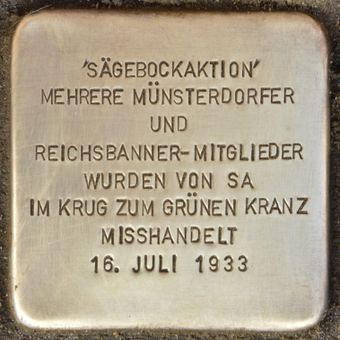 'SÄGEBOCKAKTION'
MEHRERE MÜNSTERDORFER
UND
REICHSBANNER-MITGLIEDER
WURDEN VON SA
IM KRUG ZUM GRÜNEN KRANZ
MISSHANDELT
16. JULI 1933